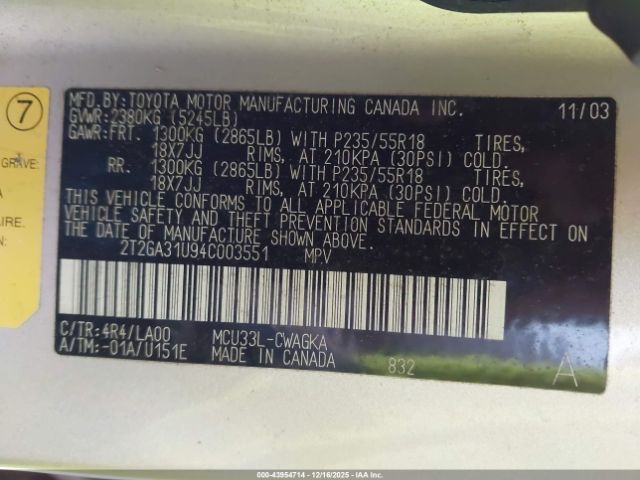 7
GRAVE:
AIRE.
MFD.BY:TOYOTA MOTOR MANUFACTURING CANADA INC. 11/03
GVWR:2380KG (5245LB)
GAWR:FRT. 1300KG (2865LB) WITH P235/55R18 TIRES,
18X7JJ RIMS, AT 210KPA (30PSI) COLD.
RR. 1300KG (2865LB) WITH P235/55R18 TIRES,
18X7JJ RIMS, AT 210KPA (30PSI) COLD.
THIS VEHICLE CONFORMS TO ALL APPLICABLE FEDERAL MOTOR
VEHICLE SAFETY AND THEFT PREVENTION STANDARDS IN EFFECT ON
THE DATE OF MANUFACTURE SHOWN ABOVE.
2T2GA31U94C003551 MPV
C/TR:4R4/LA00 MCU33L-CWAGKA
A/TM:-01A/U151E MADE IN CANADA 832 A
000-43954714 - 12/16/2025 - IAAI.COM